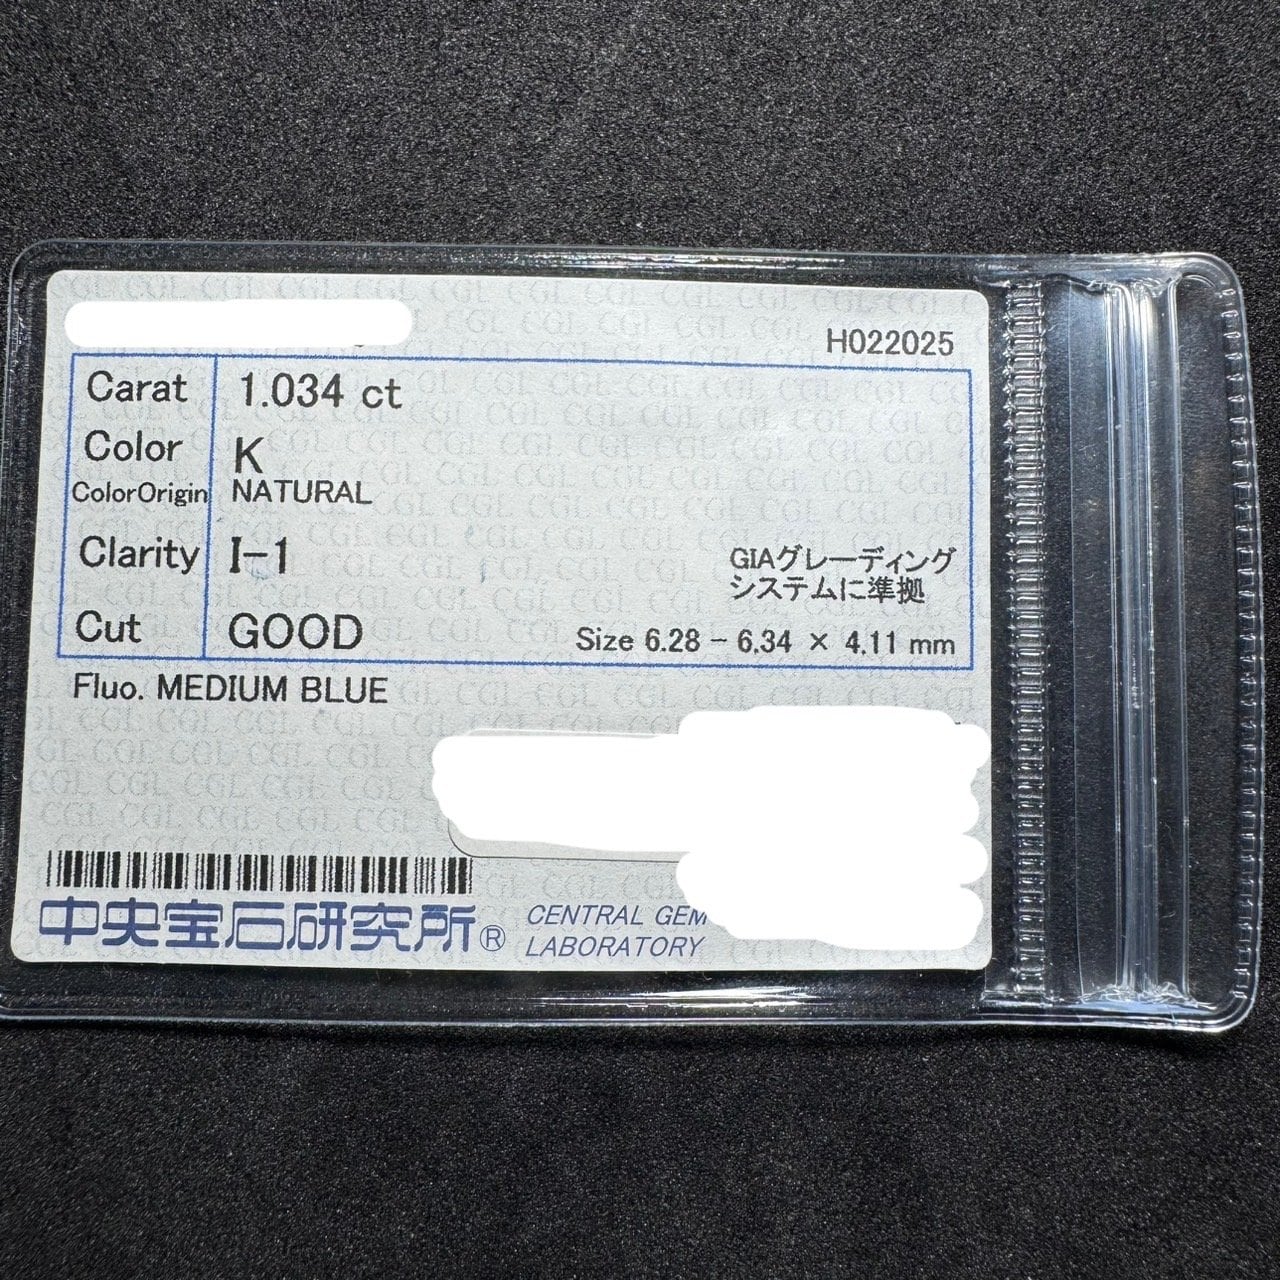 H022025
Carat 1.034 ct
Color K
ColorOrigin NATURAL
Clarity I-1
GIAグレーディング
システムに準拠
Cut GOOD
Size 6.28 - 6.34 × 4.11 mm
Fluo. MEDIUM BLUE
中央宝石研究所®
CENTRAL GEM
LABORATORY